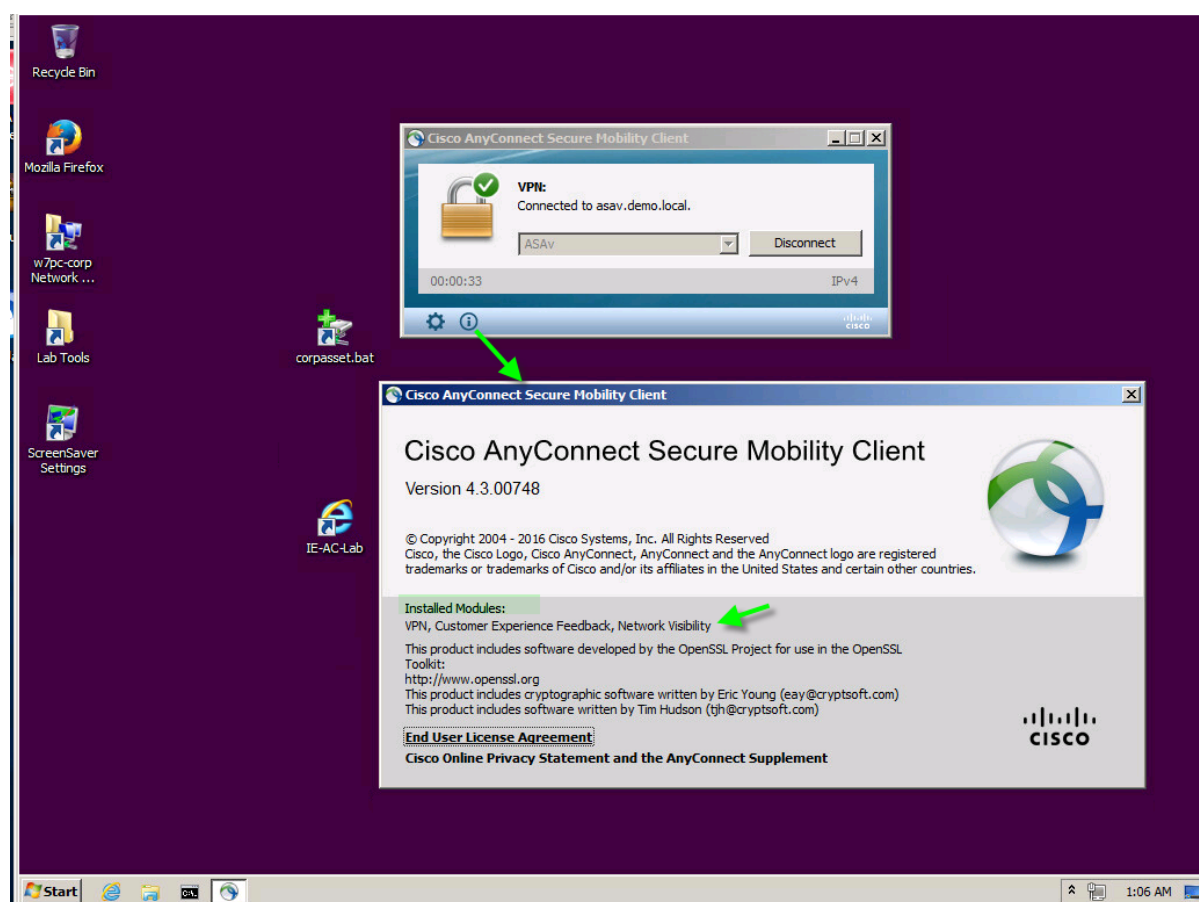 Recycle Bin
Mozilla Firefox
w7pc-corp
Network ...
Lab Tools
ScreenSaver
Settings
corpasset.bat
IE-AC-Lab
Cisco AnyConnect Secure Mobility Client
VPN:
Connected to asav.demo.local.
ASAv
Disconnect
00:00:33
IPv4
CISCO
Cisco AnyConnect Secure Mobility Client
Cisco AnyConnect Secure Mobility Client
Version 4.3.00748
© Copyright 2004 - 2016 Cisco Systems, Inc. All Rights Reserved
Cisco, the Cisco Logo, Cisco AnyConnect, AnyConnect and the AnyConnect logo are registered
trademarks or trademarks of Cisco and/or its affiliates in the United States and certain other countries.
Installed Modules:
VPN, Customer Experience Feedback, Network Visibility
This product includes software developed by the OpenSSL Project for use in the OpenSSL
Toolkit:
http://www.openssl.org
This product includes cryptographic software written by Eric Young (eay@cryptsoft.com)
This product includes software written by Tim Hudson (tjh@cryptsoft.com)
End User License Agreement
Cisco Online Privacy Statement and the AnyConnect Supplement
CISCO
Start
1:06 AM